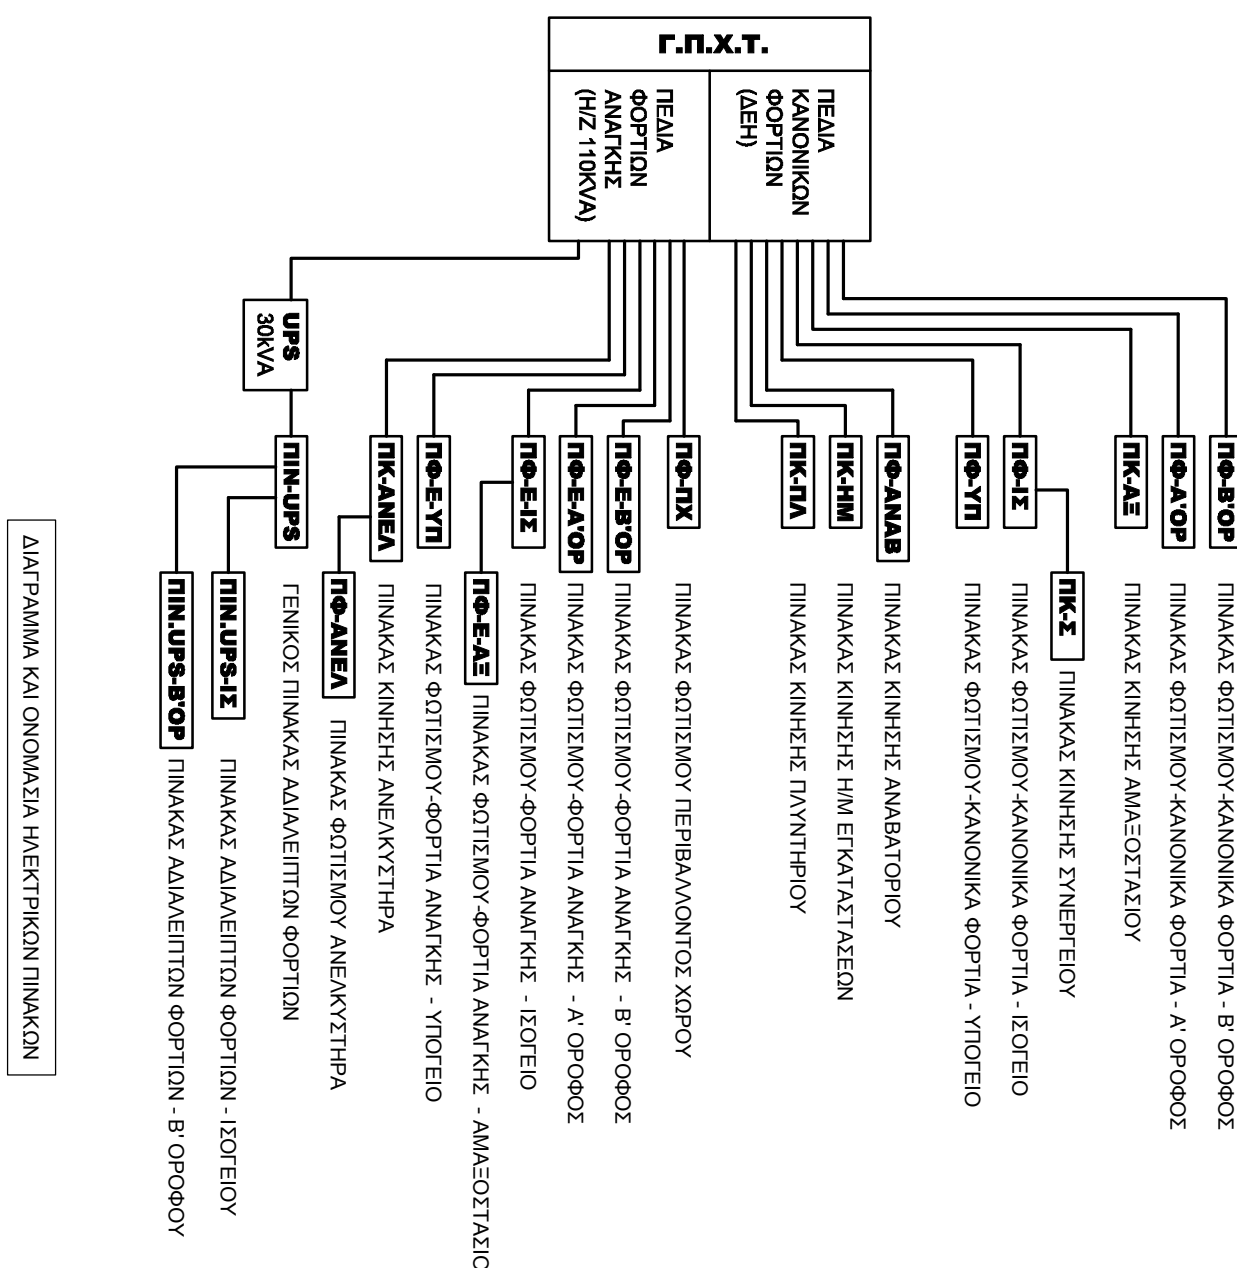 Γ.Π.Χ.Τ.
ΠΕΔΙΑ
ΚΑΝΟΝΙΚΩΝ
ΦΟΡΤΙΩΝ
(ΔΕΗ)
ΠΕΔΙΑ
ΦΟΡΤΙΩΝ
ΑΝΑΓΚΗΣ
(Η/Ζ 110KVA)
ΠΦ-Β'ΟΡ ΠΙΝΑΚΑΣ ΦΩΤΙΣΜΟΥ-ΚΑΝΟΝΙΚΑ ΦΟΡΤΙΑ - Β' ΟΡΟΦΟΣ
ΠΦ-Α'ΟΡ ΠΙΝΑΚΑΣ ΦΩΤΙΣΜΟΥ-ΚΑΝΟΝΙΚΑ ΦΟΡΤΙΑ - Α' ΟΡΟΦΟΣ
ΠΚ-ΑΞ ΠΙΝΑΚΑΣ ΚΙΝΗΣΗΣ ΑΜΑΞΟΣΤΑΣΙΟΥ
ΠΚ-Σ ΠΙΝΑΚΑΣ ΚΙΝΗΣΗΣ ΣΥΝΕΡΓΕΙΟΥ
ΠΦ-ΙΣ ΠΙΝΑΚΑΣ ΦΩΤΙΣΜΟΥ-ΚΑΝΟΝΙΚΑ ΦΟΡΤΙΑ - ΙΣΟΓΕΙΟ
ΠΦ-ΥΠ ΠΙΝΑΚΑΣ ΦΩΤΙΣΜΟΥ-ΚΑΝΟΝΙΚΑ ΦΟΡΤΙΑ - ΥΠΟΓΕΙΟ
ΠΦ-ΑΝΑΒ ΠΙΝΑΚΑΣ ΚΙΝΗΣΗΣ ΑΝΑΒΑΤΟΡΙΟΥ
ΠΚ-ΗΜ ΠΙΝΑΚΑΣ ΚΙΝΗΣΗΣ Η/Μ ΕΓΚΑΤΑΣΤΑΣΕΩΝ
ΠΚ-ΠΛ ΠΙΝΑΚΑΣ ΚΙΝΗΣΗΣ ΠΛΥΝΤΗΡΙΟΥ
ΠΦ-ΠΧ ΠΙΝΑΚΑΣ ΦΩΤΙΣΜΟΥ ΠΕΡΙΒΑΛΛΟΝΤΟΣ ΧΩΡΟΥ
ΠΦ-Ε-Β'ΟΡ ΠΙΝΑΚΑΣ ΦΩΤΙΣΜΟΥ-ΦΟΡΤΙΑ ΑΝΑΓΚΗΣ - Β' ΟΡΟΦΟΣ
ΠΦ-Ε-Α'ΟΡ ΠΙΝΑΚΑΣ ΦΩΤΙΣΜΟΥ-ΦΟΡΤΙΑ ΑΝΑΓΚΗΣ - Α' ΟΡΟΦΟΣ
ΠΦ-Ε-ΙΣ ΠΙΝΑΚΑΣ ΦΩΤΙΣΜΟΥ-ΦΟΡΤΙΑ ΑΝΑΓΚΗΣ - ΙΣΟΓΕΙΟ
ΠΦ-Ε-ΑΞ ΠΙΝΑΚΑΣ ΦΩΤΙΣΜΟΥ-ΦΟΡΤΙΑ ΑΝΑΓΚΗΣ - ΑΜΑΞΟΣΤΑΣΙΟ
ΠΦ-Ε-ΥΠ ΠΙΝΑΚΑΣ ΦΩΤΙΣΜΟΥ-ΦΟΡΤΙΑ ΑΝΑΓΚΗΣ - ΥΠΟΓΕΙΟ
ΠΚ-ΑΝΕΛ ΠΙΝΑΚΑΣ ΚΙΝΗΣΗΣ ΑΝΕΛΚΥΣΤΗΡΑ
ΠΦ-ΑΝΕΛ ΠΙΝΑΚΑΣ ΦΩΤΙΣΜΟΥ ΑΝΕΛΚΥΣΤΗΡΑ
UPS
30kVA
ΠΙΝ-UPS ΓΕΝΙΚΟΣ ΠΙΝΑΚΑΣ ΑΔΙΑΛΕΙΠΤΩΝ ΦΟΡΤΙΩΝ
ΠΙΝ.UPS-ΙΣ ΠΙΝΑΚΑΣ ΑΔΙΑΛΕΙΠΤΩΝ ΦΟΡΤΙΩΝ - ΙΣΟΓΕΙΟΥ
ΠΙΝ.UPS-Β'ΟΡ ΠΙΝΑΚΑΣ ΑΔΙΑΛΕΙΠΤΩΝ ΦΟΡΤΙΩΝ - Β' ΟΡΟΦΟΥ
ΔΙΑΓΡΑΜΜΑ ΚΑΙ ΟΝΟΜΑΣΙΑ ΗΛΕΚΤΡΙΚΩΝ ΠΙΝΑΚΩΝ